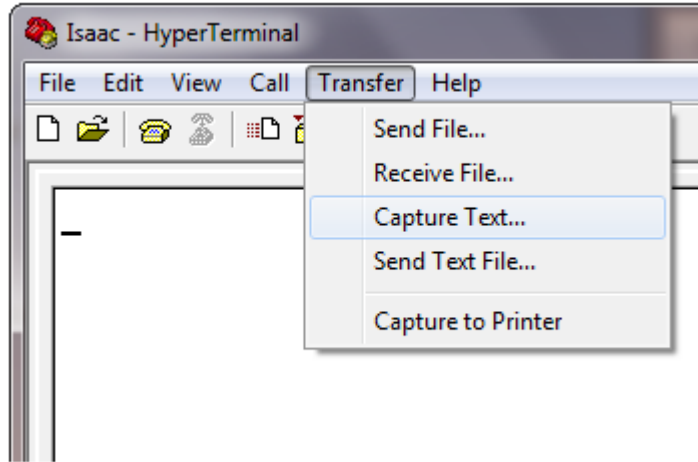 Isaac - HyperTerminal
File Edit View Call Transfer Help
Send File...
Receive File...
Capture Text...
Send Text File...
Capture to Printer